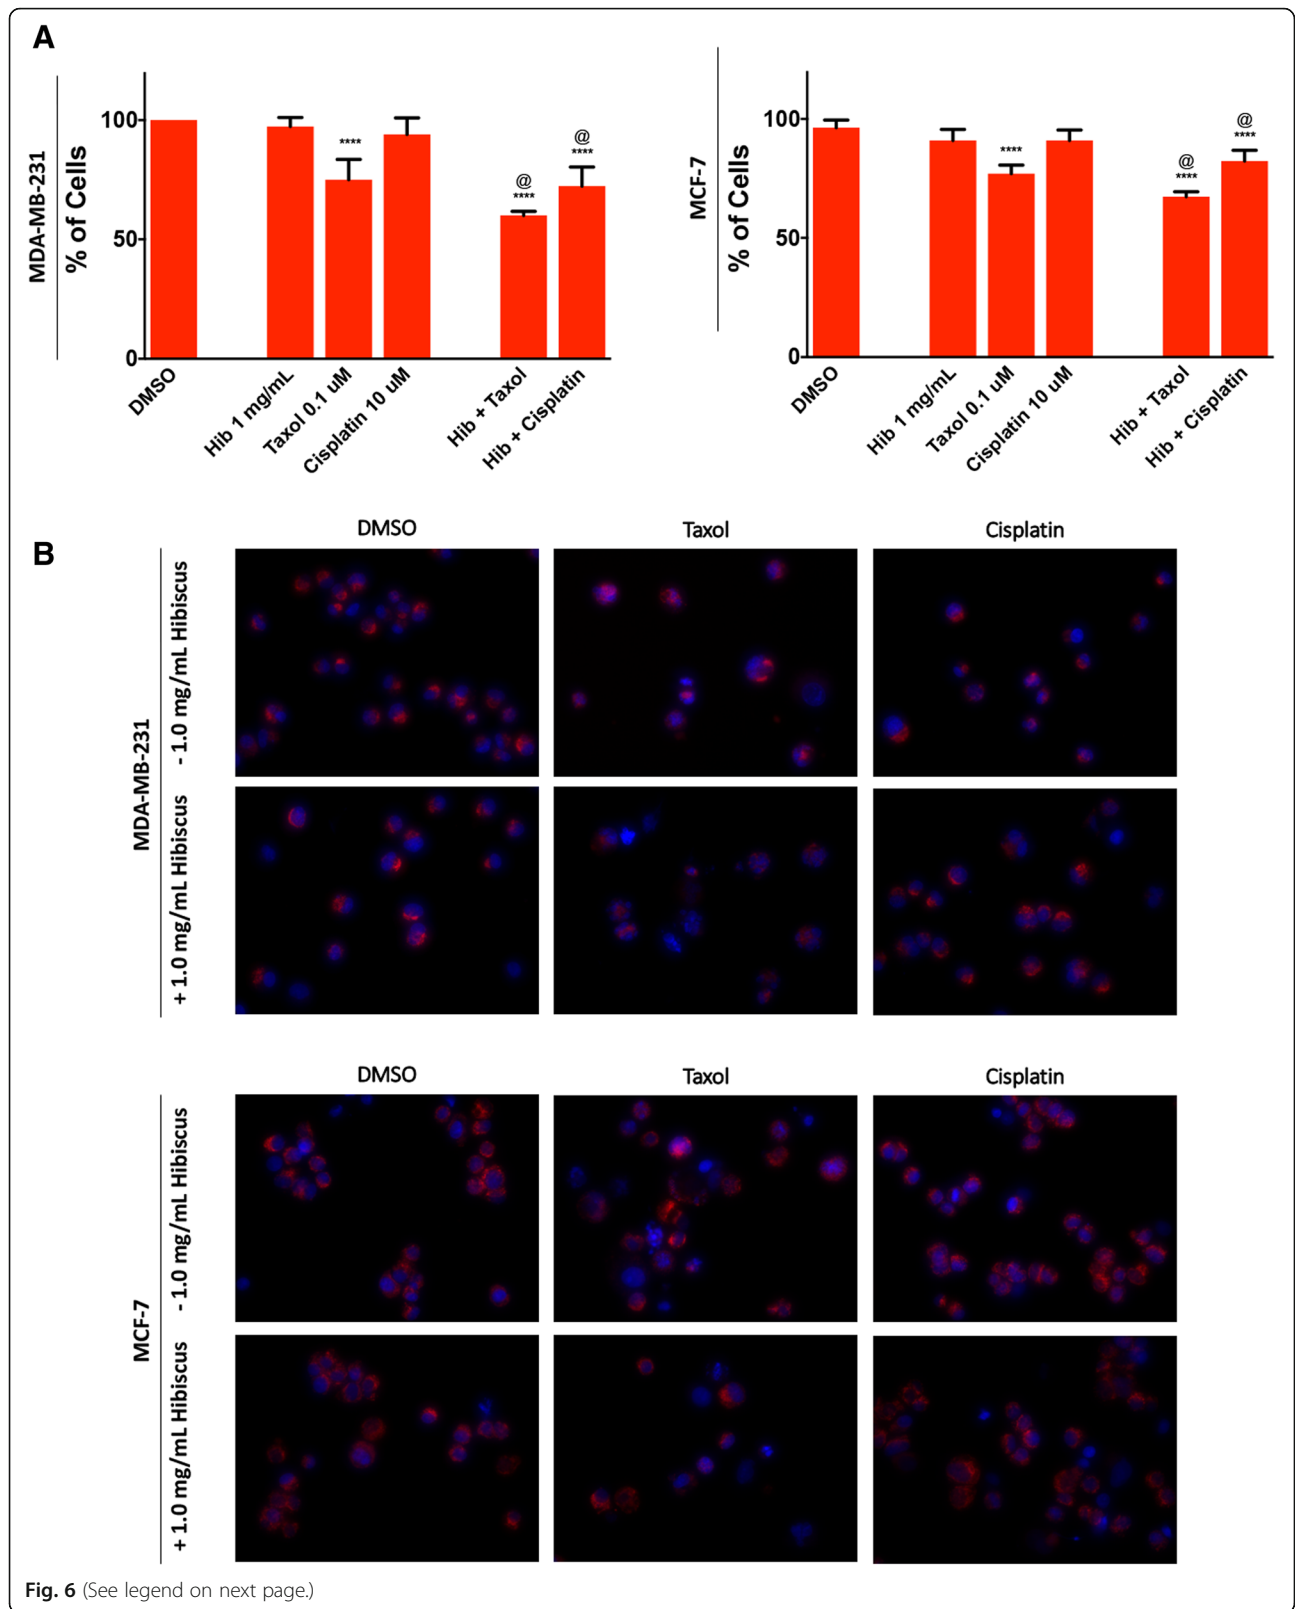 A
MDA-MB-231
% of Cells
100
50
0
****
@
****
@
****
DMSO
Hib 1 mg/mL
Taxol 0.1 uM
Cisplatin 10 uM
Hib + Taxol
Hib + Cisplatin
MCF-7
% of Cells
100
50
0
****
@
****
@
****
DMSO
Hib 1 mg/mL
Taxol 0.1 uM
Cisplatin 10 uM
Hib + Taxol
Hib + Cisplatin
B
DMSO
Taxol
Cisplatin
MDA-MB-231
- 1.0 mg/mL Hibiscus
+ 1.0 mg/mL Hibiscus
DMSO
Taxol
Cisplatin
MCF-7
- 1.0 mg/mL Hibiscus
+ 1.0 mg/mL Hibiscus
Fig. 6 (See legend on next page.)